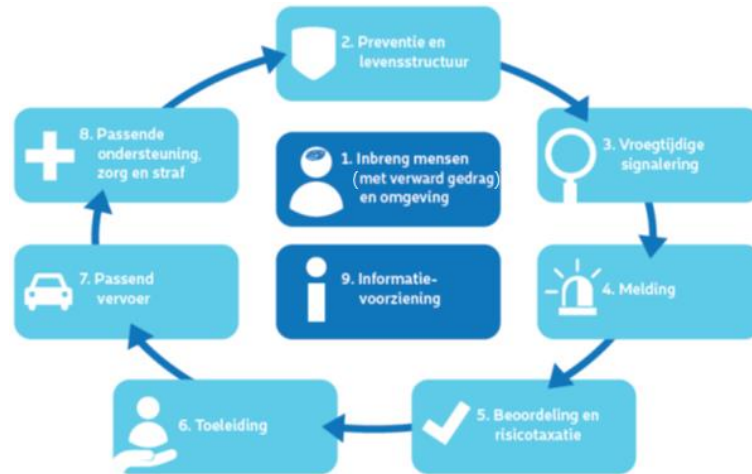 2. Preventie en
levensstructuur
8. Passende
ondersteuning,
zorg en straf
1. Inbreng mensen
(met verward gedrag)
en omgeving
3. Vroegtijdige
signalering
7. Passend
vervoer
9. Informatie-
voorziening
4. Melding
6. Toeleiding
5. Beoordeling en
risicotaxatie